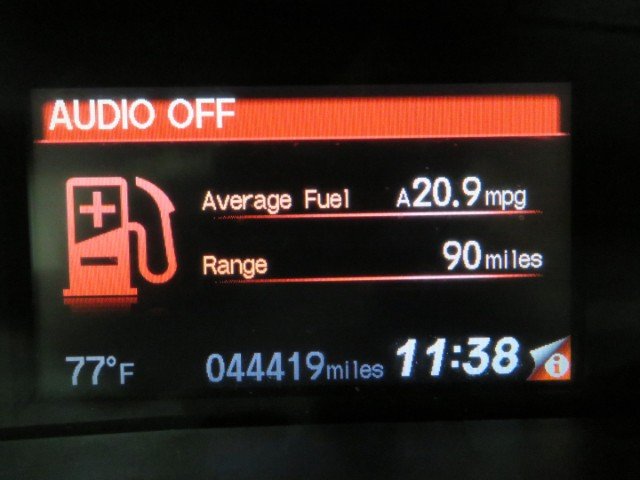 AUDIO OFF
Average Fuel A20.9mpg
Range 90miles
77°F 044419miles 11:38 i